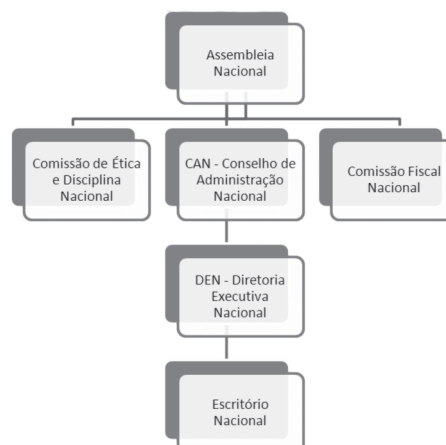 Assembleia
Nacional
Comissão de Ética
e Disciplina
Nacional
CAN - Conselho de
Administração
Nacional
Comissão Fiscal
Nacional
DEN - Diretoria
Executiva
Nacional
Escritório
Nacional